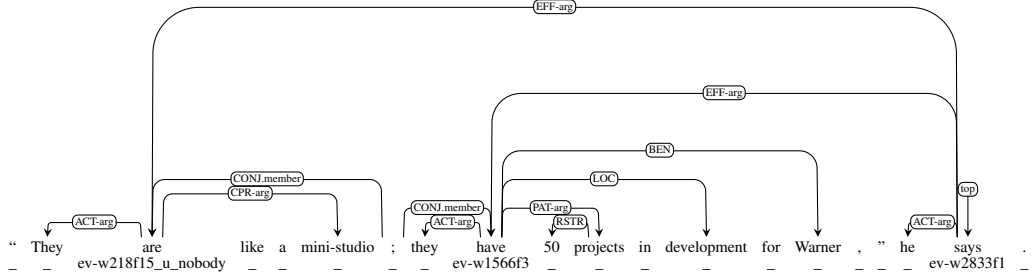 EFF-arg
EFF-arg
BEN
CONJ.member LOC
CPR-arg top
CONJ.member PAT-arg
ACT-arg ACT-arg RSTR ACT-arg
“ They are like a mini-studio ; they have 50 projects in development for Warner , ” he says .
_ _ ev-w218f15_u_nobody _ _ _ _ _ ev-w1566f3 _ _ _ _ _ _ _ _ _ ev-w2833f1 _